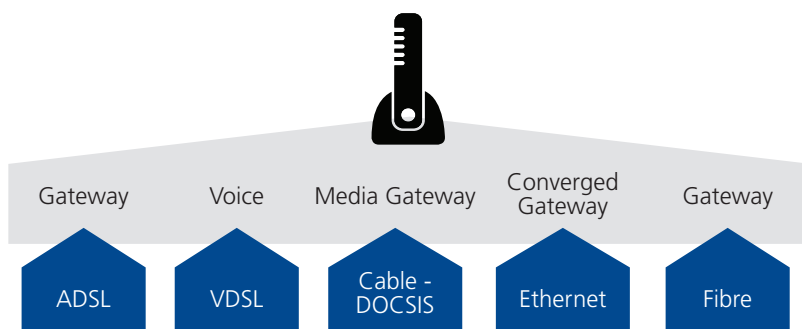 Gateway
Voice
Media Gateway
Converged
Gateway
Gateway
ADSL
VDSL
Cable -
DOCSIS
Ethernet
Fibre